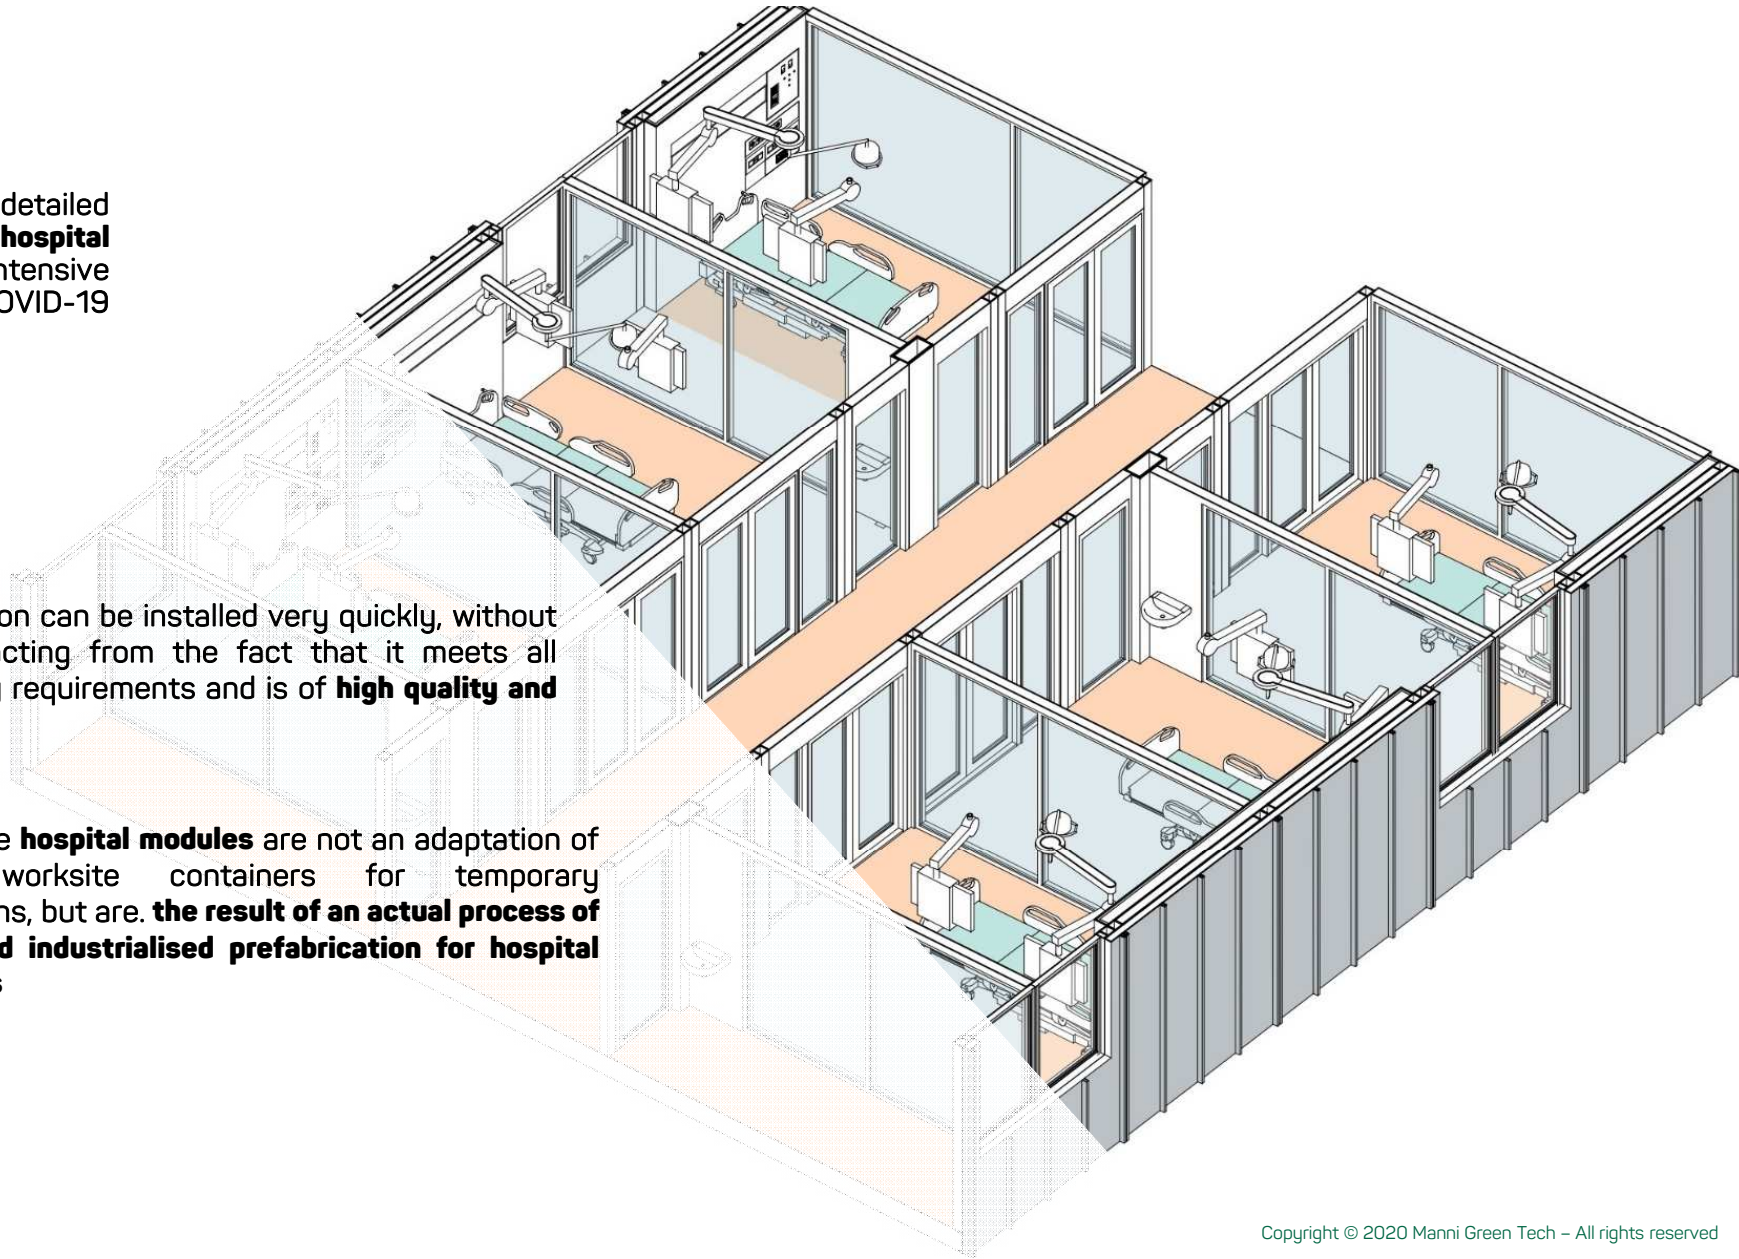 detailed
hospital
ntensive
OVID-19
on can be installed very quickly, without
acting from the fact that it meets all
requirements and is of high quality and
e hospital modules are not an adaptation of
worksite containers for temporary
ns, but are. the result of an actual process of
d industrialised prefabrication for hospital
s
Copyright © 2020 Manni Green Tech – All rights reserved